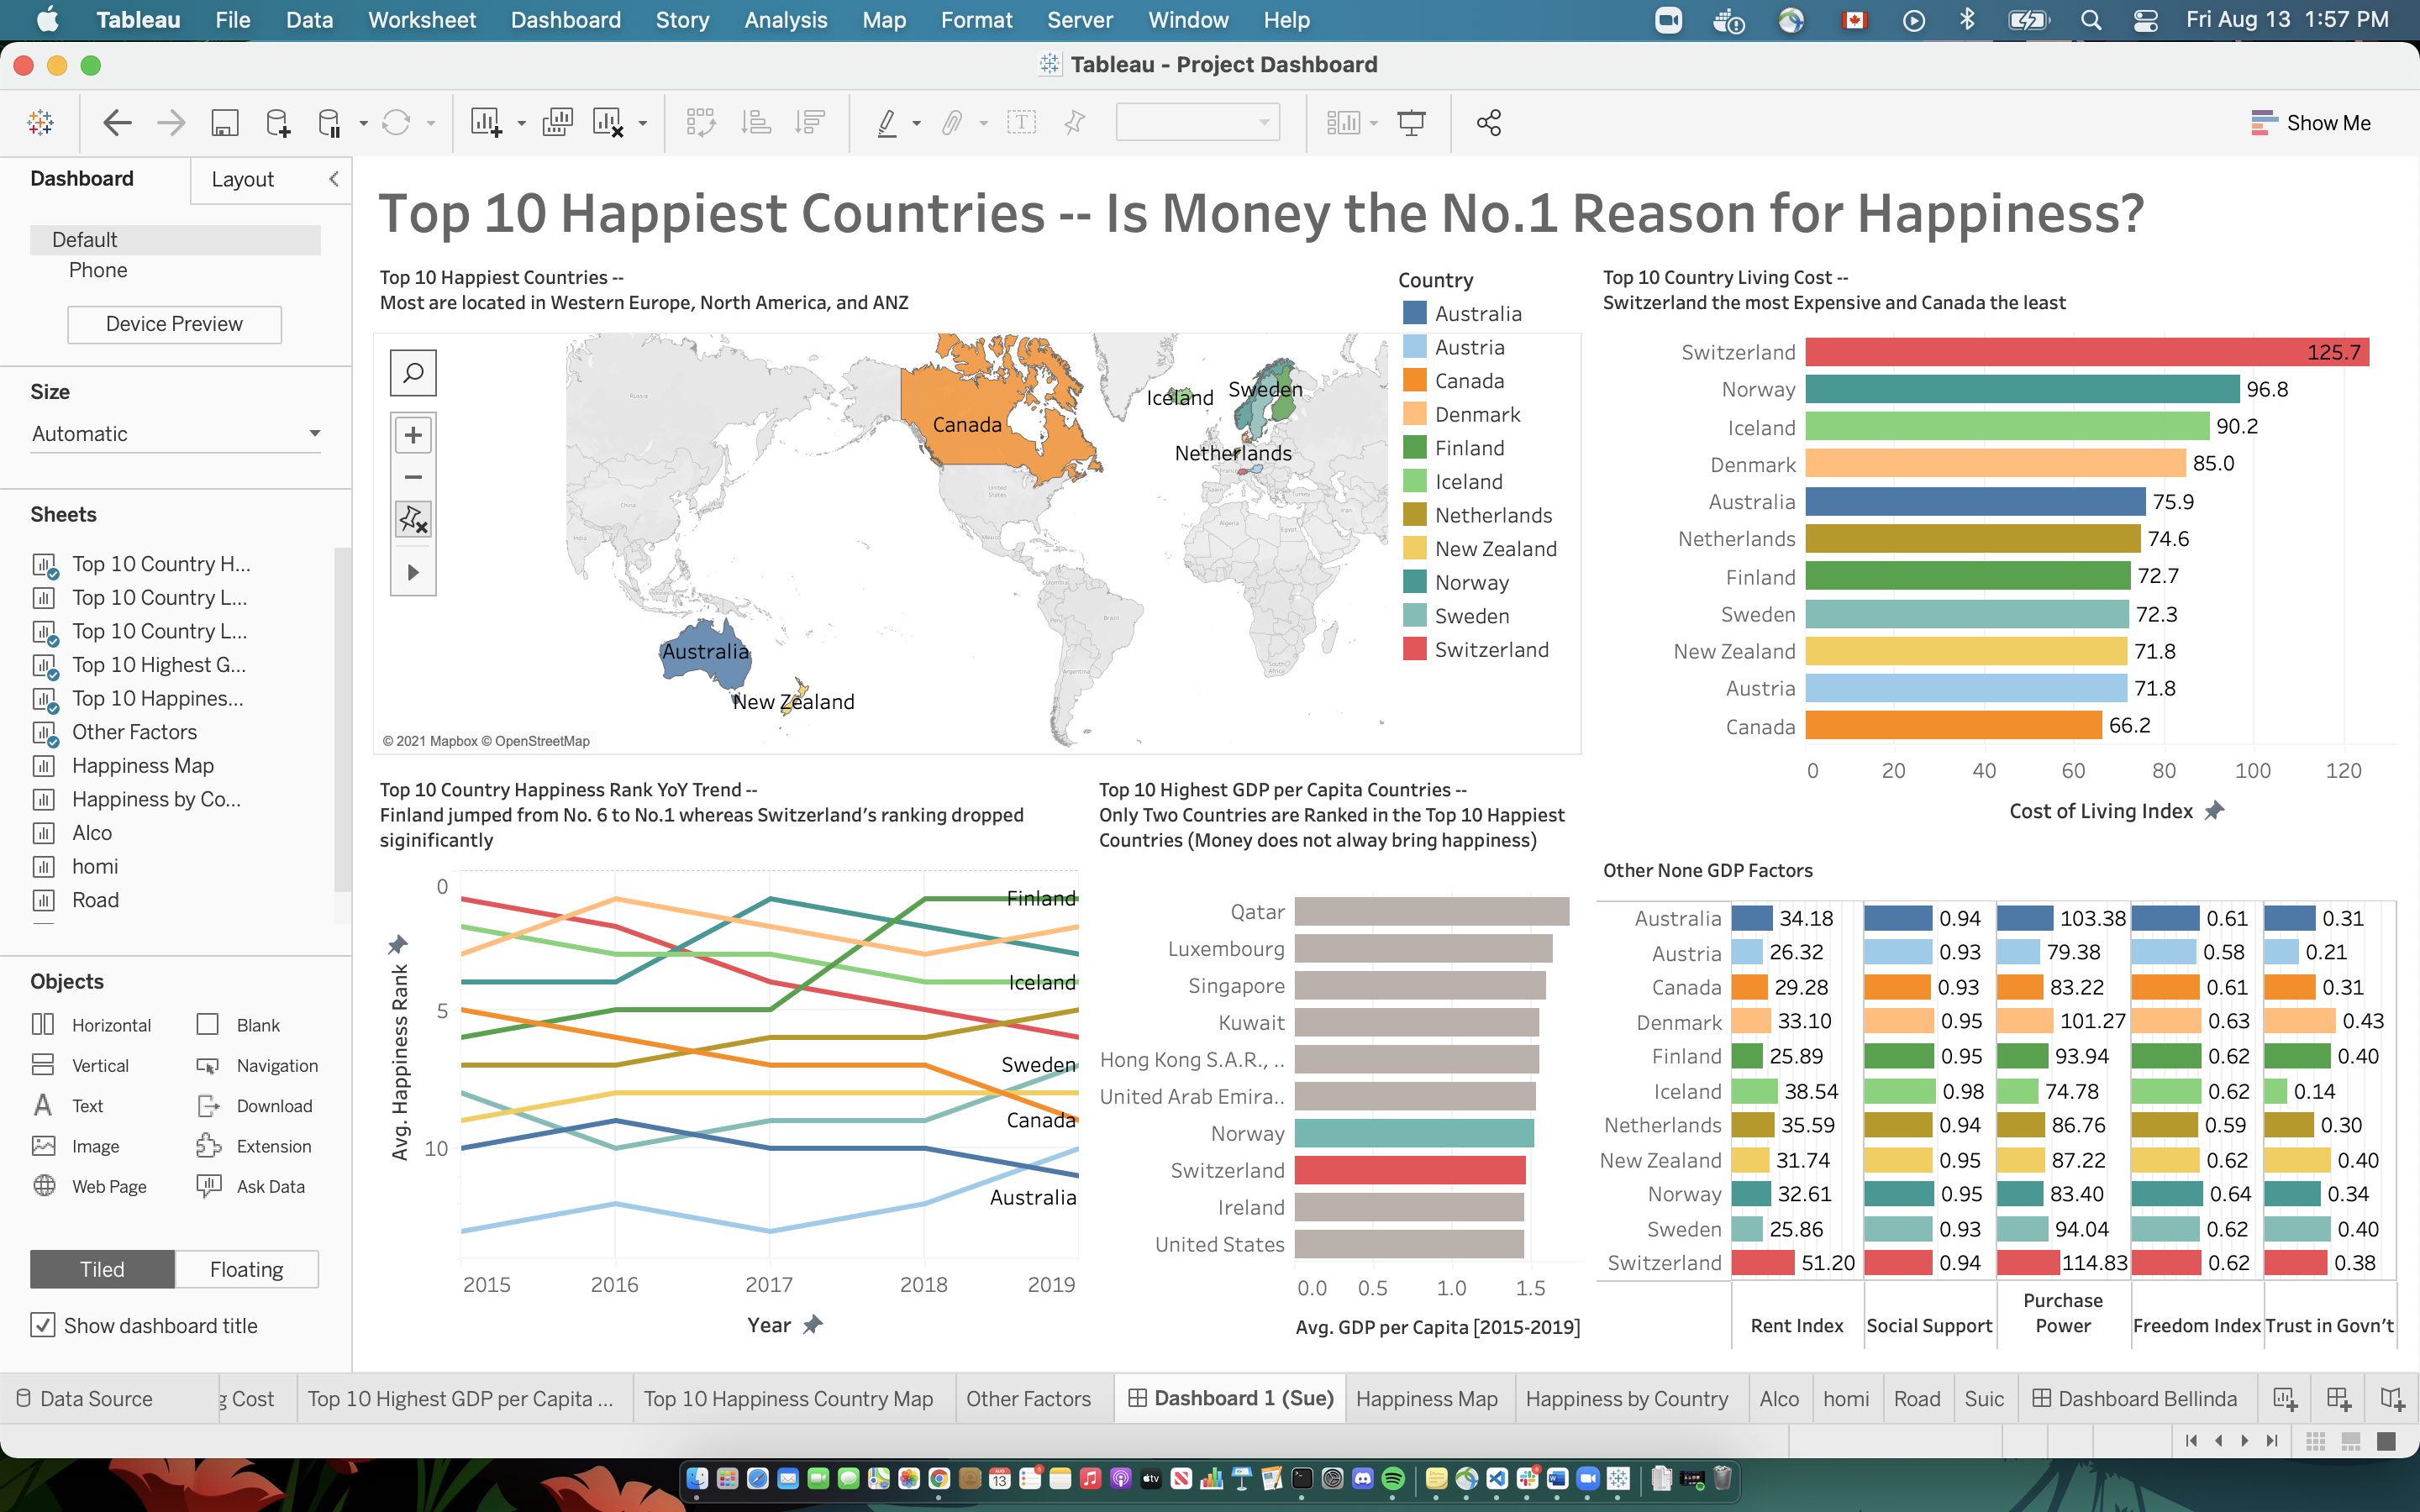 Tableau File Data Worksheet Dashboard Story Analysis Map Format Server Window Help Fri Aug 13 1:57 PM
Tableau - Project Dashboard
Show Me
Dashboard
Layout
Default
Phone
Device Preview
Size
Automatic
Sheets
Top 10 Country H...
Top 10 Country L...
Top 10 Country L...
Top 10 Highest G...
Top 10 Happines...
Other Factors
Happiness Map
Happiness by Co...
Alco
homi
Road
Objects
Horizontal Blank
Vertical Navigation
Text Download
Image Extension
Web Page Ask Data
Tiled Floating
Show dashboard title
Top 10 Happiest Countries -- Is Money the No.1 Reason for Happiness?
Top 10 Happiest Countries --
Most are located in Western Europe, North America, and ANZ
Russia
China
India
Canada
United States
Mexico
Colombia
Peru
Brazil
Argentina
Iceland
Sweden
Netherlands
France
Spain
Turkey
Iran
Algeria
Egypt
South Africa
Australia
New Zealand
© 2021 Mapbox © OpenStreetMap
Country
Australia
Austria
Canada
Denmark
Finland
Iceland
Netherlands
New Zealand
Norway
Sweden
Switzerland
Top 10 Country Living Cost --
Switzerland the most Expensive and Canada the least
Switzerland 125.7
Norway 96.8
Iceland 90.2
Denmark 85.0
Australia 75.9
Netherlands 74.6
Finland 72.7
Sweden 72.3
New Zealand 71.8
Austria 71.8
Canada 66.2
0 20 40 60 80 100 120
Cost of Living Index
Top 10 Country Happiness Rank YoY Trend --
Finland jumped from No. 6 to No.1 whereas Switzerland's ranking dropped
siginificantly
Avg. Happiness Rank
0
5
10
Finland
Iceland
Sweden
Canada
Australia
2015 2016 2017 2018 2019
Year
Top 10 Highest GDP per Capita Countries --
Only Two Countries are Ranked in the Top 10 Happiest
Countries (Money does not alway bring happiness)
Qatar
Luxembourg
Singapore
Kuwait
Hong Kong S.A.R., ..
United Arab Emira..
Norway
Switzerland
Ireland
United States
0.0 0.5 1.0 1.5
Avg. GDP per Capita [2015-2019]
Other None GDP Factors
Australia 34.18 0.94 103.38 0.61 0.31
Austria 26.32 0.93 79.38 0.58 0.21
Canada 29.28 0.93 83.22 0.61 0.31
Denmark 33.10 0.95 101.27 0.63 0.43
Finland 25.89 0.95 93.94 0.62 0.40
Iceland 38.54 0.98 74.78 0.62 0.14
Netherlands 35.59 0.94 86.76 0.59 0.30
New Zealand 31.74 0.95 87.22 0.62 0.40
Norway 32.61 0.95 83.40 0.64 0.34
Sweden 25.86 0.93 94.04 0.62 0.40
Switzerland 51.20 0.94 114.83 0.62 0.38
Rent Index Social Support Purchase Power Freedom Index Trust in Govn't
Data Source g Cost Top 10 Highest GDP per Capita ... Top 10 Happiness Country Map Other Factors Dashboard 1 (Sue) Happiness Map Happiness by Country Alco homi Road Suic Dashboard Bellinda